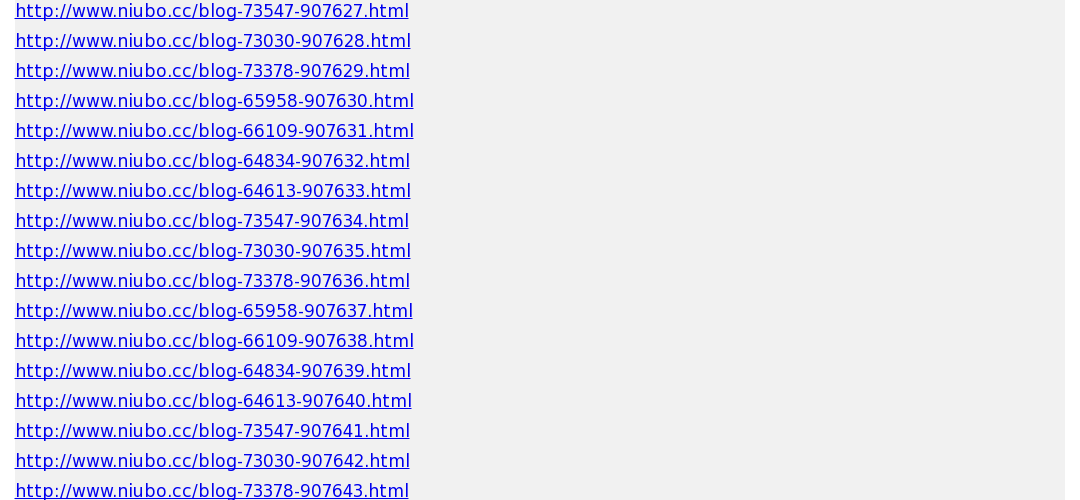 http://www.niubo.cc/blog-73547-907627.html
http://www.niubo.cc/blog-73030-907628.html
http://www.niubo.cc/blog-73378-907629.html
http://www.niubo.cc/blog-65958-907630.html
http://www.niubo.cc/blog-66109-907631.html
http://www.niubo.cc/blog-64834-907632.html
http://www.niubo.cc/blog-64613-907633.html
http://www.niubo.cc/blog-73547-907634.html
http://www.niubo.cc/blog-73030-907635.html
http://www.niubo.cc/blog-73378-907636.html
http://www.niubo.cc/blog-65958-907637.html
http://www.niubo.cc/blog-66109-907638.html
http://www.niubo.cc/blog-64834-907639.html
http://www.niubo.cc/blog-64613-907640.html
http://www.niubo.cc/blog-73547-907641.html
http://www.niubo.cc/blog-73030-907642.html
http://www.niubo.cc/blog-73378-907643.html